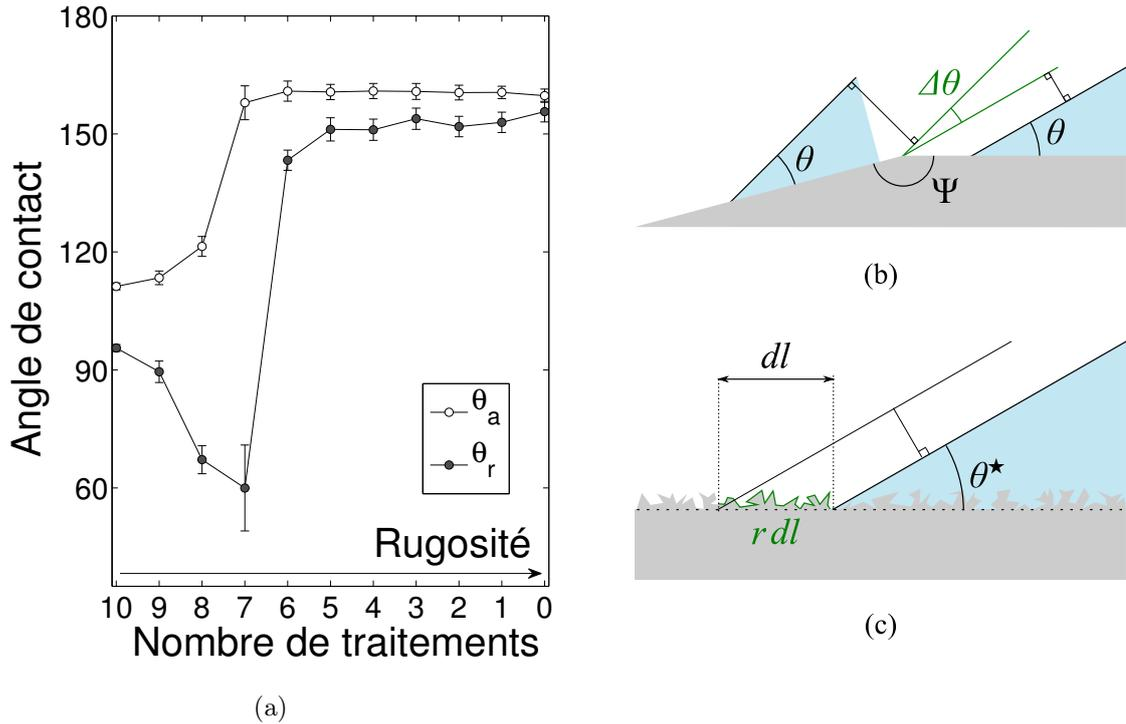 180
150
120
90
60
Angle de contact
θa
θr
Rugosité
10 9 8 7 6 5 4 3 2 1 0
Nombre de traitements
(a)
Δθ
θ
θ
Ψ
(b)
dl
θ★
r dl
(c)